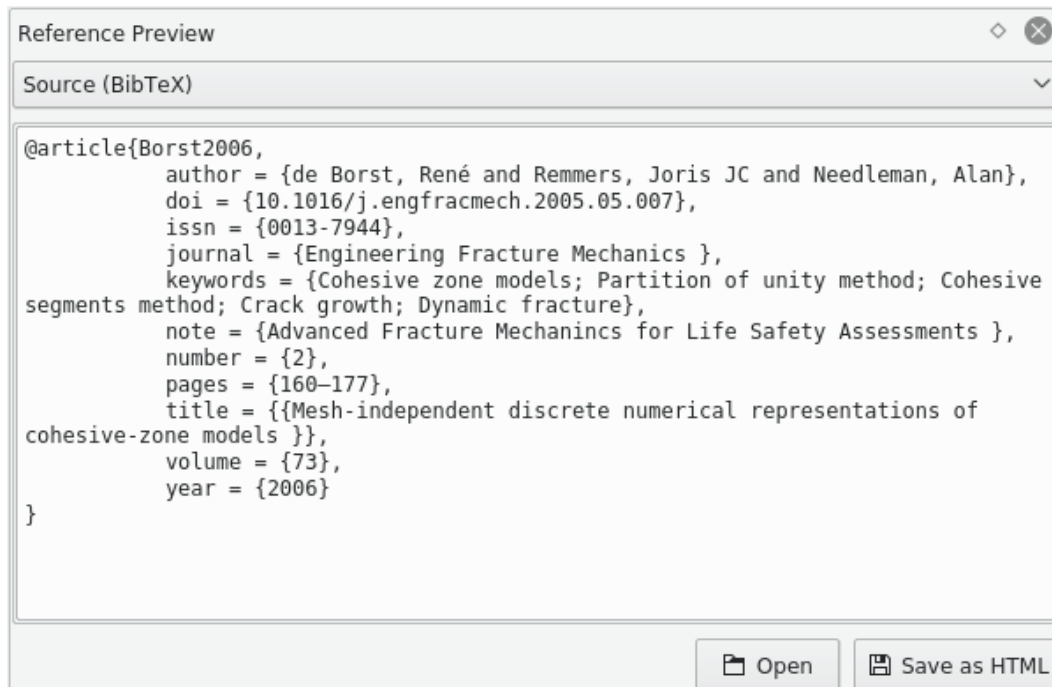 Reference Preview
Source (BibTeX)
@article{Borst2006,
author = {de Borst, René and Remmers, Joris JC and Needleman, Alan},
doi = {10.1016/j.engfracmech.2005.05.007},
issn = {0013-7944},
journal = {Engineering Fracture Mechanics },
keywords = {Cohesive zone models; Partition of unity method; Cohesive
segments method; Crack growth; Dynamic fracture},
note = {Advanced Fracture Mechanincs for Life Safety Assessments },
number = {2},
pages = {160–177},
title = {{Mesh-independent discrete numerical representations of
cohesive-zone models }},
volume = {73},
year = {2006}
}
Open
Save as HTML